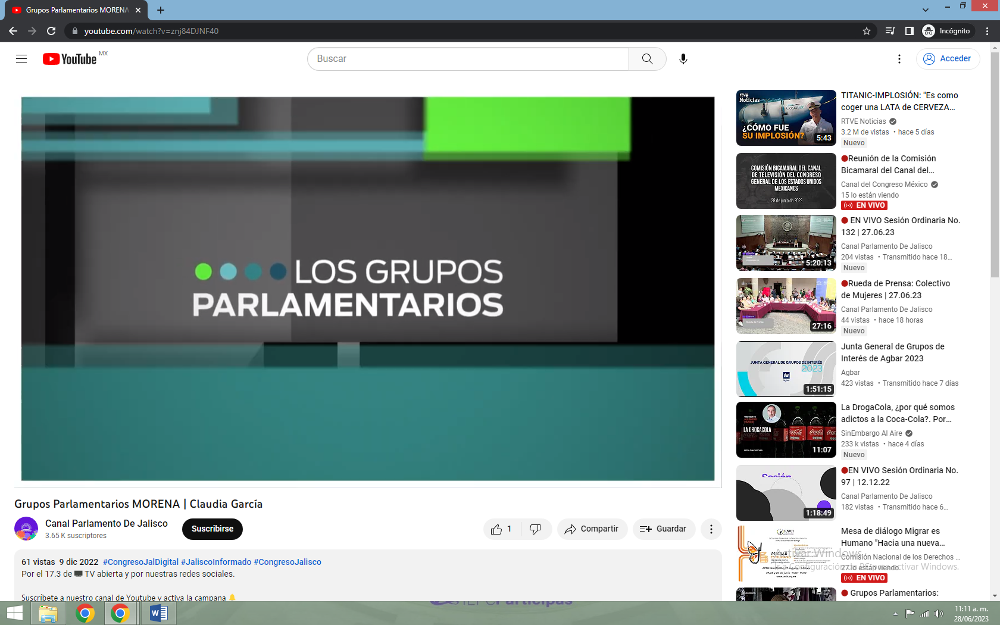 Grupos Parlamentarios MORENA
youtube.com/watch?v=znj84DJNF40
Incógnito
YouTube MX
Buscar
Acceder
LOS GRUPOS
PARLAMENTARIOS
Grupos Parlamentarios MORENA | Claudia García
Canal Parlamento De Jalisco
3.65 K suscriptores
Suscribirse
1
Compartir
Guardar
61 vistas 9 dic 2022 #CongresoJalDigital #JaliscoInformado #CongresoJalisco
Por el 17.3 de 🖥️ TV abierta y por nuestras redes sociales.
Suscríbete a nuestro canal de Youtube y activa la campana 🔔
rtve
Noticias
¿CÓMO FUE
SU IMPLOSIÓN?
5:43
TITANIC-IMPLOSIÓN: "Es como
coger una LATA de CERVEZA...
RTVE Noticias
3.2 M de vistas • hace 5 días
Nuevo
COMISIÓN BICAMARAL DEL CANAL
DE TELEVISIÓN DEL CONGRESO
GENERAL DE LOS ESTADOS UNIDOS
MEXICANOS
28 de junio de 2023
🔴Reunión de la Comisión
Bicamaral del Canal del...
Canal del Congreso México
15 lo están viendo
EN VIVO
5:20:13
🔴 EN VIVO Sesión Ordinaria No.
132 | 27.06.23
Canal Parlamento De Jalisco
204 vistas • Transmitido hace 18...
Nuevo
Rueda de Prensa
27:16
🔴Rueda de Prensa: Colectivo
de Mujeres | 27.06.23
Canal Parlamento De Jalisco
44 vistas • hace 18 horas
Nuevo
JUNTA GENERAL DE GRUPOS DE INTERÉS
2023
Agbar
1:51:15
Junta General de Grupos de
Interés de Agbar 2023
Agbar
423 vistas • Transmitido hace 7 días
LA DROGACOLA
11:07
La DrogaCola, ¿por qué somos
adictos a la Coca-Cola?. Por...
SinEmbargo Al Aire
233 k vistas • hace 4 días
Nuevo
Sesión
1:18:49
🔴EN VIVO Sesión Ordinaria No.
97 | 12.12.22
Canal Parlamento De Jalisco
182 vistas • Transmitido hace 6...
CNDH
MIGRAR
ES HUMANO
Mesa de diálogo Migrar es
Humano "Hacia una nueva...
Comisión Nacional de los Derechos ...
27 lo están viendo
EN VIVO
Activar Windows
Ir a Configuración de PC para activar Windows.
🔴 Grupos Parlamentarios:
11:11 a. m.
28/06/2023